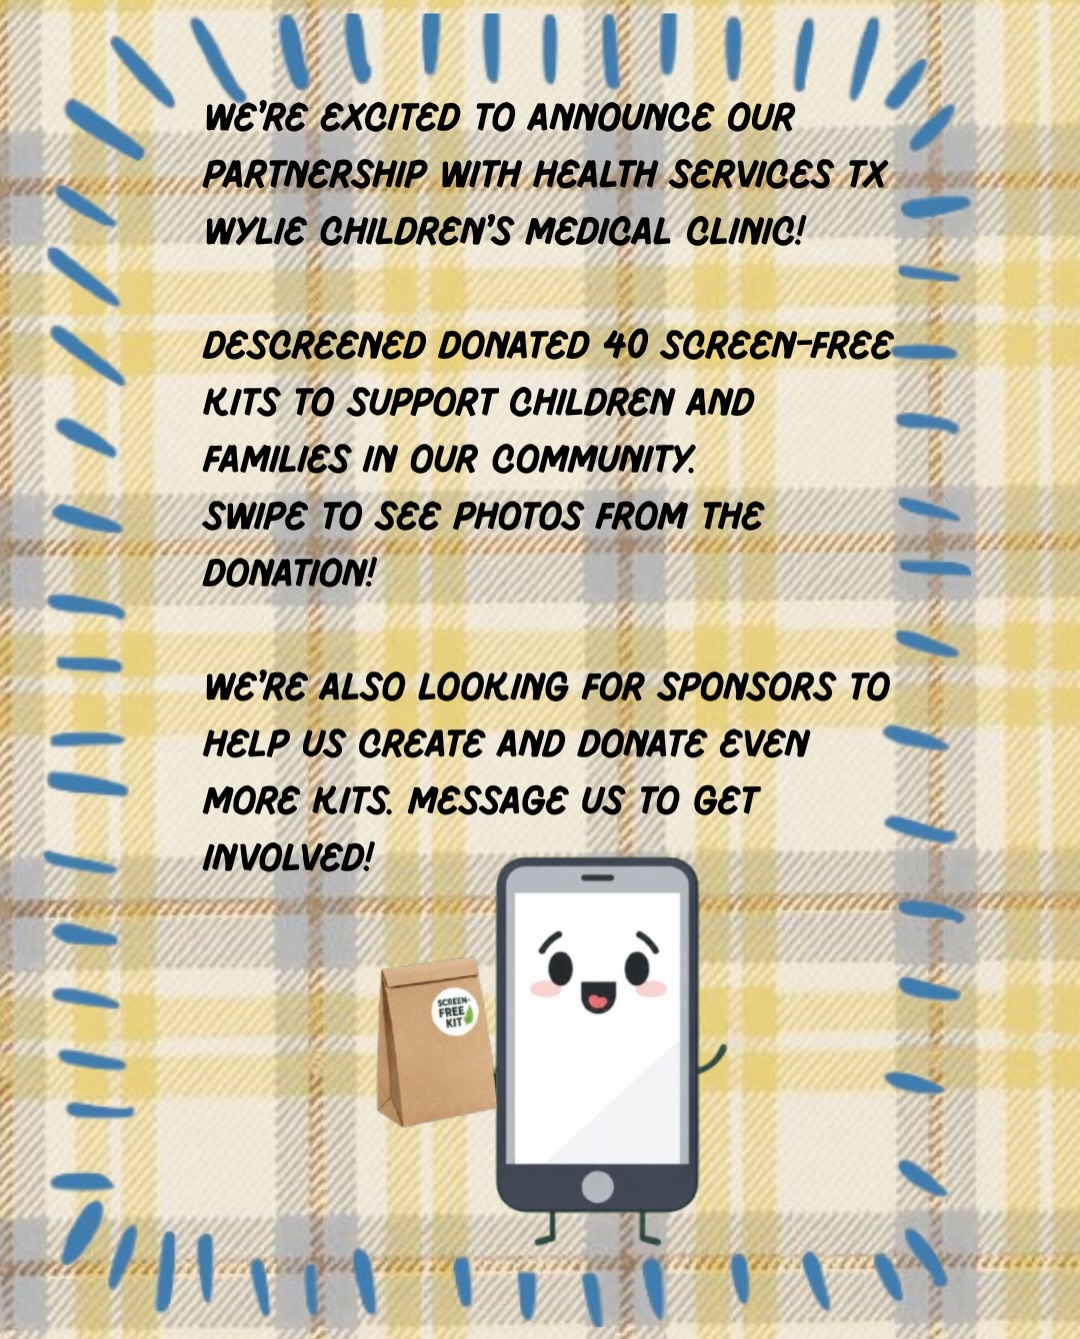 WE'RE EXCITED TO ANNOUNCE OUR
PARTNERSHIP WITH HEALTH SERVICES TX
WYLIE CHILDREN'S MEDICAL CLINIC!
DESCREENED DONATED 40 SCREEN-FREE
KITS TO SUPPORT CHILDREN AND
FAMILIES IN OUR COMMUNITY.
SWIPE TO SEE PHOTOS FROM THE
DONATION!
WE'RE ALSO LOOKING FOR SPONSORS TO
HELP US CREATE AND DONATE EVEN
MORE KITS. MESSAGE US TO GET
INVOLVED!
SCREEN-
FREE
KIT